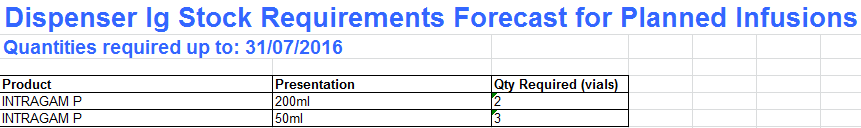 Dispenser Ig Stock Requirements Forecast for Planned Infusions
Quantities required up to: 31/07/2016
Product Presentation Qty Required (vials)
INTRAGAM P 200ml 2
INTRAGAM P 50ml 3